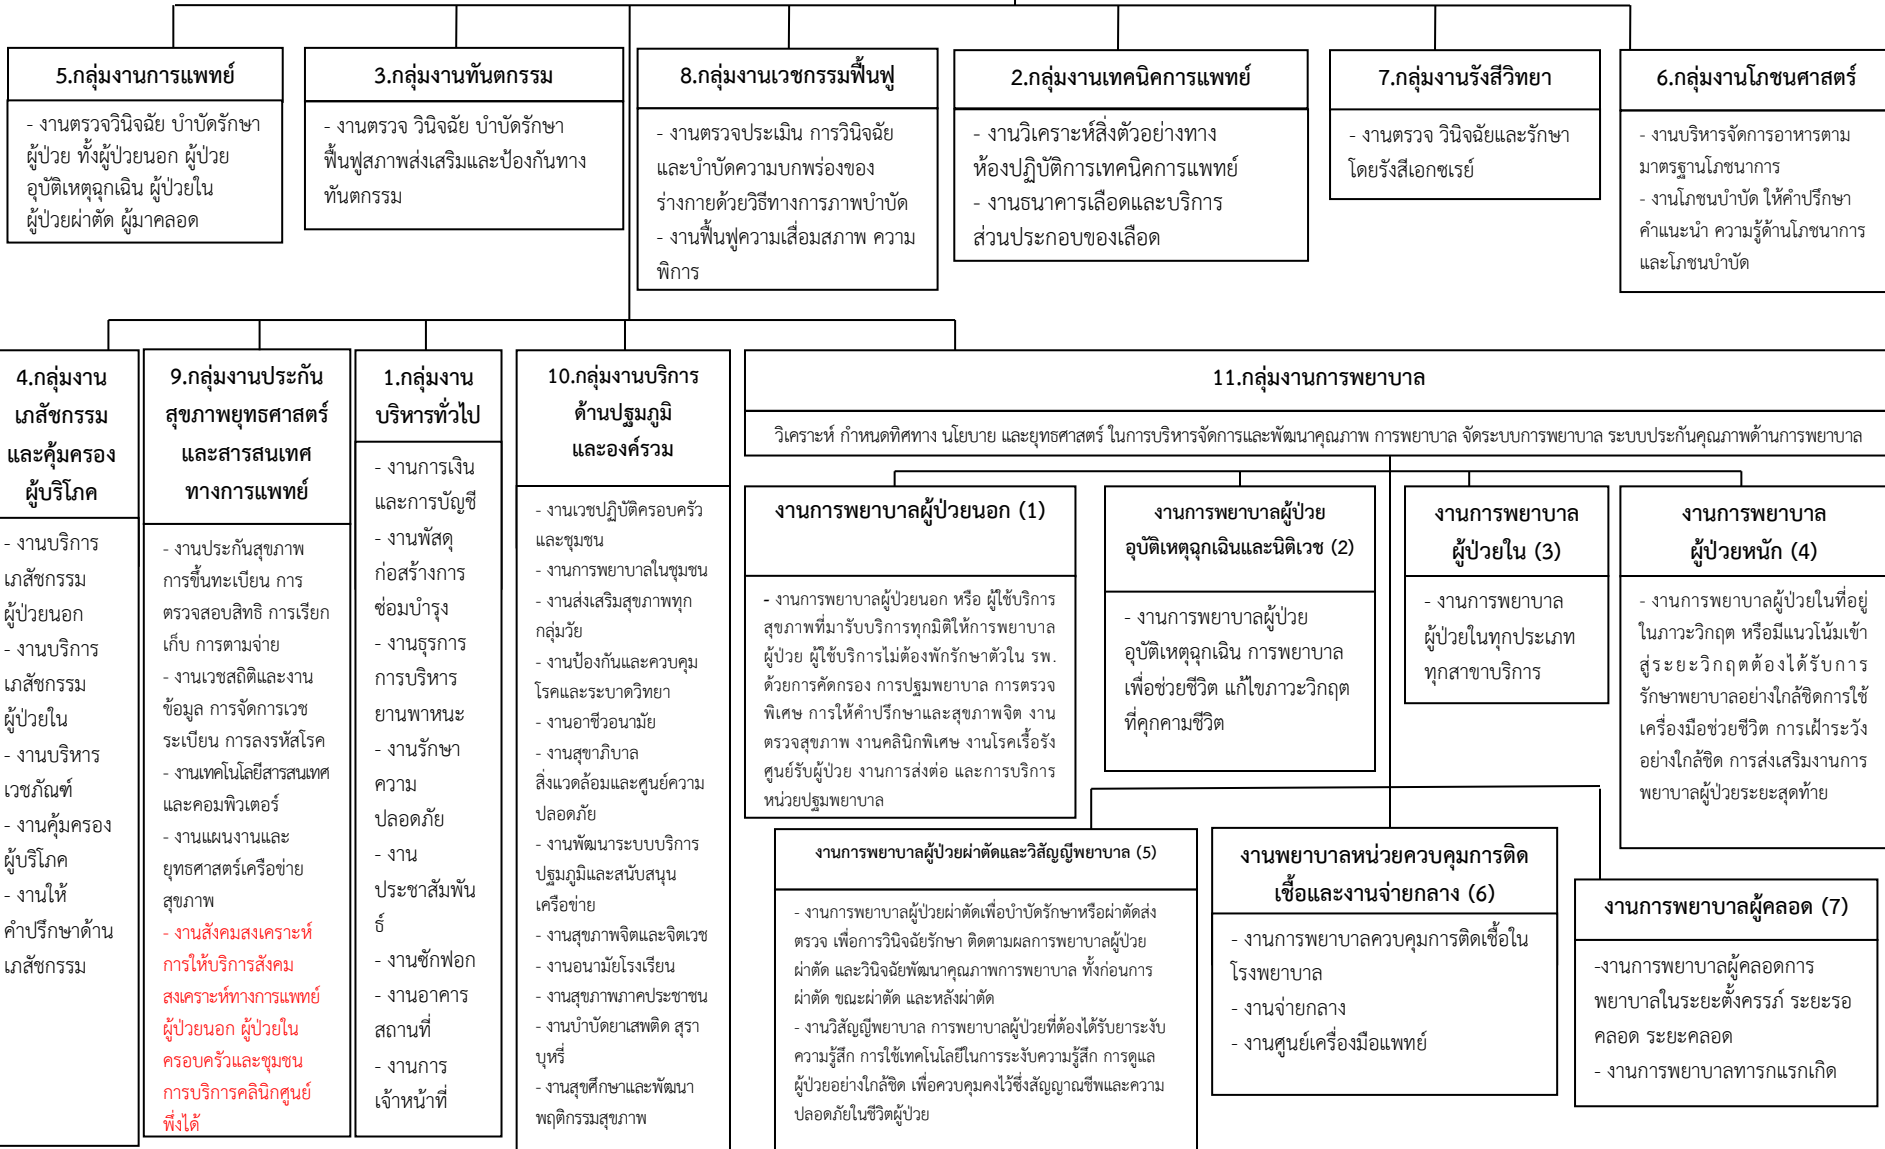 5.กลุ่มงานการแพทย์
- งานตรวจวินิจฉัย บำบัดรักษา
ผู้ป่วย ทั้งผู้ป่วยนอก ผู้ป่วย
อุบัติเหตุฉุกเฉิน ผู้ป่วยใน
ผู้ป่วยผ่าตัด ผู้มาคลอด
3.กลุ่มงานทันตกรรม
- งานตรวจ วินิจฉัย บำบัดรักษา
ฟื้นฟูสภาพส่งเสริมและป้องกันทาง
ทันตกรรม
8.กลุ่มงานเวชกรรมฟื้นฟู
- งานตรวจประเมิน การวินิจฉัย
และบำบัดความบกพร่องของ
ร่างกายด้วยวิธีทางการภาพบำบัด
- งานฟื้นฟูความเสื่อมสภาพ ความ
พิการ
2.กลุ่มงานเทคนิคการแพทย์
- งานวิเคราะห์สิ่งตัวอย่างทาง
ห้องปฏิบัติการเทคนิคการแพทย์
- งานธนาคารเลือดและบริการ
ส่วนประกอบของเลือด
7.กลุ่มงานรังสีวิทยา
- งานตรวจ วินิจฉัยและรักษา
โดยรังสีเอกซเรย์
6.กลุ่มงานโภชนศาสตร์
- งานบริหารจัดการอาหารตาม
มาตรฐานโภชนาการ
- งานโภชนบำบัด ให้คำปรึกษา
คำแนะนำ ความรู้ด้านโภชนาการ
และโภชนบำบัด
4.กลุ่มงาน
เภสัชกรรม
และคุ้มครอง
ผู้บริโภค
- งานบริการ
เภสัชกรรม
ผู้ป่วยนอก
- งานบริการ
เภสัชกรรม
ผู้ป่วยใน
- งานบริหาร
เวชภัณฑ์
- งานคุ้มครอง
ผู้บริโภค
- งานให้
คำปรึกษาด้าน
เภสัชกรรม
9.กลุ่มงานประกัน
สุขภาพยุทธศาสตร์
และสารสนเทศ
ทางการแพทย์
- งานประกันสุขภาพ
การขึ้นทะเบียน การ
ตรวจสอบสิทธิ การเรียก
เก็บ การตามจ่าย
- งานเวชสถิติและงาน
ข้อมูล การจัดการเวช
ระเบียน การลงรหัสโรค
- งานเทคโนโลยีสารสนเทศ
และคอมพิวเตอร์
- งานแผนงานและ
ยุทธศาสตร์เครือข่าย
สุขภาพ
- งานสังคมสงเคราะห์
การให้บริการสังคม
สงเคราะห์ทางการแพทย์
ผู้ป่วยนอก ผู้ป่วยใน
ครอบครัวและชุมชน
การบริการคลินิกศูนย์
พึ่งได้
1.กลุ่มงาน
บริหารทั่วไป
- งานการเงิน
และการบัญชี
- งานพัสดุ
ก่อสร้างการ
ซ่อมบำรุง
- งานธุรการ
การบริหาร
ยานพาหนะ
- งานรักษา
ความ
ปลอดภัย
- งาน
ประชาสัมพัน
ธ์
- งานซักฟอก
- งานอาคาร
สถานที่
- งานการ
เจ้าหน้าที่
10.กลุ่มงานบริการ
ด้านปฐมภูมิ
และองค์รวม
- งานเวชปฏิบัติครอบครัว
และชุมชน
- งานการพยาบาลในชุมชน
- งานส่งเสริมสุขภาพทุก
กลุ่มวัย
- งานป้องกันและควบคุม
โรคและระบาดวิทยา
- งานอาชีวอนามัย
- งานสุขาภิบาล
สิ่งแวดล้อมและศูนย์ความ
ปลอดภัย
- งานพัฒนาระบบบริการ
ปฐมภูมิและสนับสนุน
เครือข่าย
- งานสุขภาพจิตและจิตเวช
- งานอนามัยโรงเรียน
- งานสุขภาพภาคประชาชน
- งานบำบัดยาเสพติด สุรา
บุหรี่
- งานสุขศึกษาและพัฒนา
พฤติกรรมสุขภาพ
11.กลุ่มงานการพยาบาล
วิเคราะห์ กำหนดทิศทาง นโยบาย และยุทธศาสตร์ ในการบริหารจัดการและพัฒนาคุณภาพ การพยาบาล จัดระบบการพยาบาล ระบบประกันคุณภาพด้านการพยาบาล
งานการพยาบาลผู้ป่วยนอก (1)
- งานการพยาบาลผู้ป่วยนอก หรือ ผู้ใช้บริการ
สุขภาพที่มารับบริการทุกมิติให้การพยาบาล
ผู้ป่วย ผู้ใช้บริการไม่ต้องพักรักษาตัวใน รพ.
ด้วยการคัดกรอง การปฐมพยาบาล การตรวจ
พิเศษ การให้คำปรึกษาและสุขภาพจิต งาน
ตรวจสุขภาพ งานคลินิกพิเศษ งานโรคเรื้อรัง
ศูนย์รับผู้ป่วย งานการส่งต่อ และการบริการ
หน่วยปฐมพยาบาล
งานการพยาบาลผู้ป่วย
อุบัติเหตุฉุกเฉินและนิติเวช (2)
- งานการพยาบาลผู้ป่วย
อุบัติเหตุฉุกเฉิน การพยาบาล
เพื่อช่วยชีวิต แก้ไขภาวะวิกฤต
ที่คุกคามชีวิต
งานการพยาบาล
ผู้ป่วยใน (3)
- งานการพยาบาล
ผู้ป่วยในทุกประเภท
ทุกสาขาบริการ
งานการพยาบาล
ผู้ป่วยหนัก (4)
- งานการพยาบาลผู้ป่วยในที่อยู่
ในภาวะวิกฤต หรือมีแนวโน้มเข้า
สู่ระยะวิกฤตต้องได้รับการ
รักษาพยาบาลอย่างใกล้ชิดการใช้
เครื่องมือช่วยชีวิต การเฝ้าระวัง
อย่างใกล้ชิด การส่งเสริมงานการ
พยาบาลผู้ป่วยระยะสุดท้าย
งานการพยาบาลผู้ป่วยผ่าตัดและวิสัญญีพยาบาล (5)
- งานการพยาบาลผู้ป่วยผ่าตัดเพื่อบำบัดรักษาหรือผ่าตัดส่ง
ตรวจ เพื่อการวินิจฉัยรักษา ติดตามผลการพยาบาลผู้ป่วย
ผ่าตัด และวินิจฉัยพัฒนาคุณภาพการพยาบาล ทั้งก่อนการ
ผ่าตัด ขณะผ่าตัด และหลังผ่าตัด
- งานวิสัญญีพยาบาล การพยาบาลผู้ป่วยที่ต้องได้รับยาระงับ
ความรู้สึก การใช้เทคโนโลยีในการระงับความรู้สึก การดูแล
ผู้ป่วยอย่างใกล้ชิด เพื่อควบคุมคงไว้ซึ่งสัญญาณชีพและความ
ปลอดภัยในชีวิตผู้ป่วย
งานพยาบาลหน่วยควบคุมการติด
เชื้อและงานจ่ายกลาง (6)
- งานการพยาบาลควบคุมการติดเชื้อใน
โรงพยาบาล
- งานจ่ายกลาง
- งานศูนย์เครื่องมือแพทย์
งานการพยาบาลผู้คลอด (7)
-งานการพยาบาลผู้คลอดการ
พยาบาลในระยะตั้งครรภ์ ระยะรอ
คลอด ระยะคลอด
- งานการพยาบาลทารกแรกเกิด